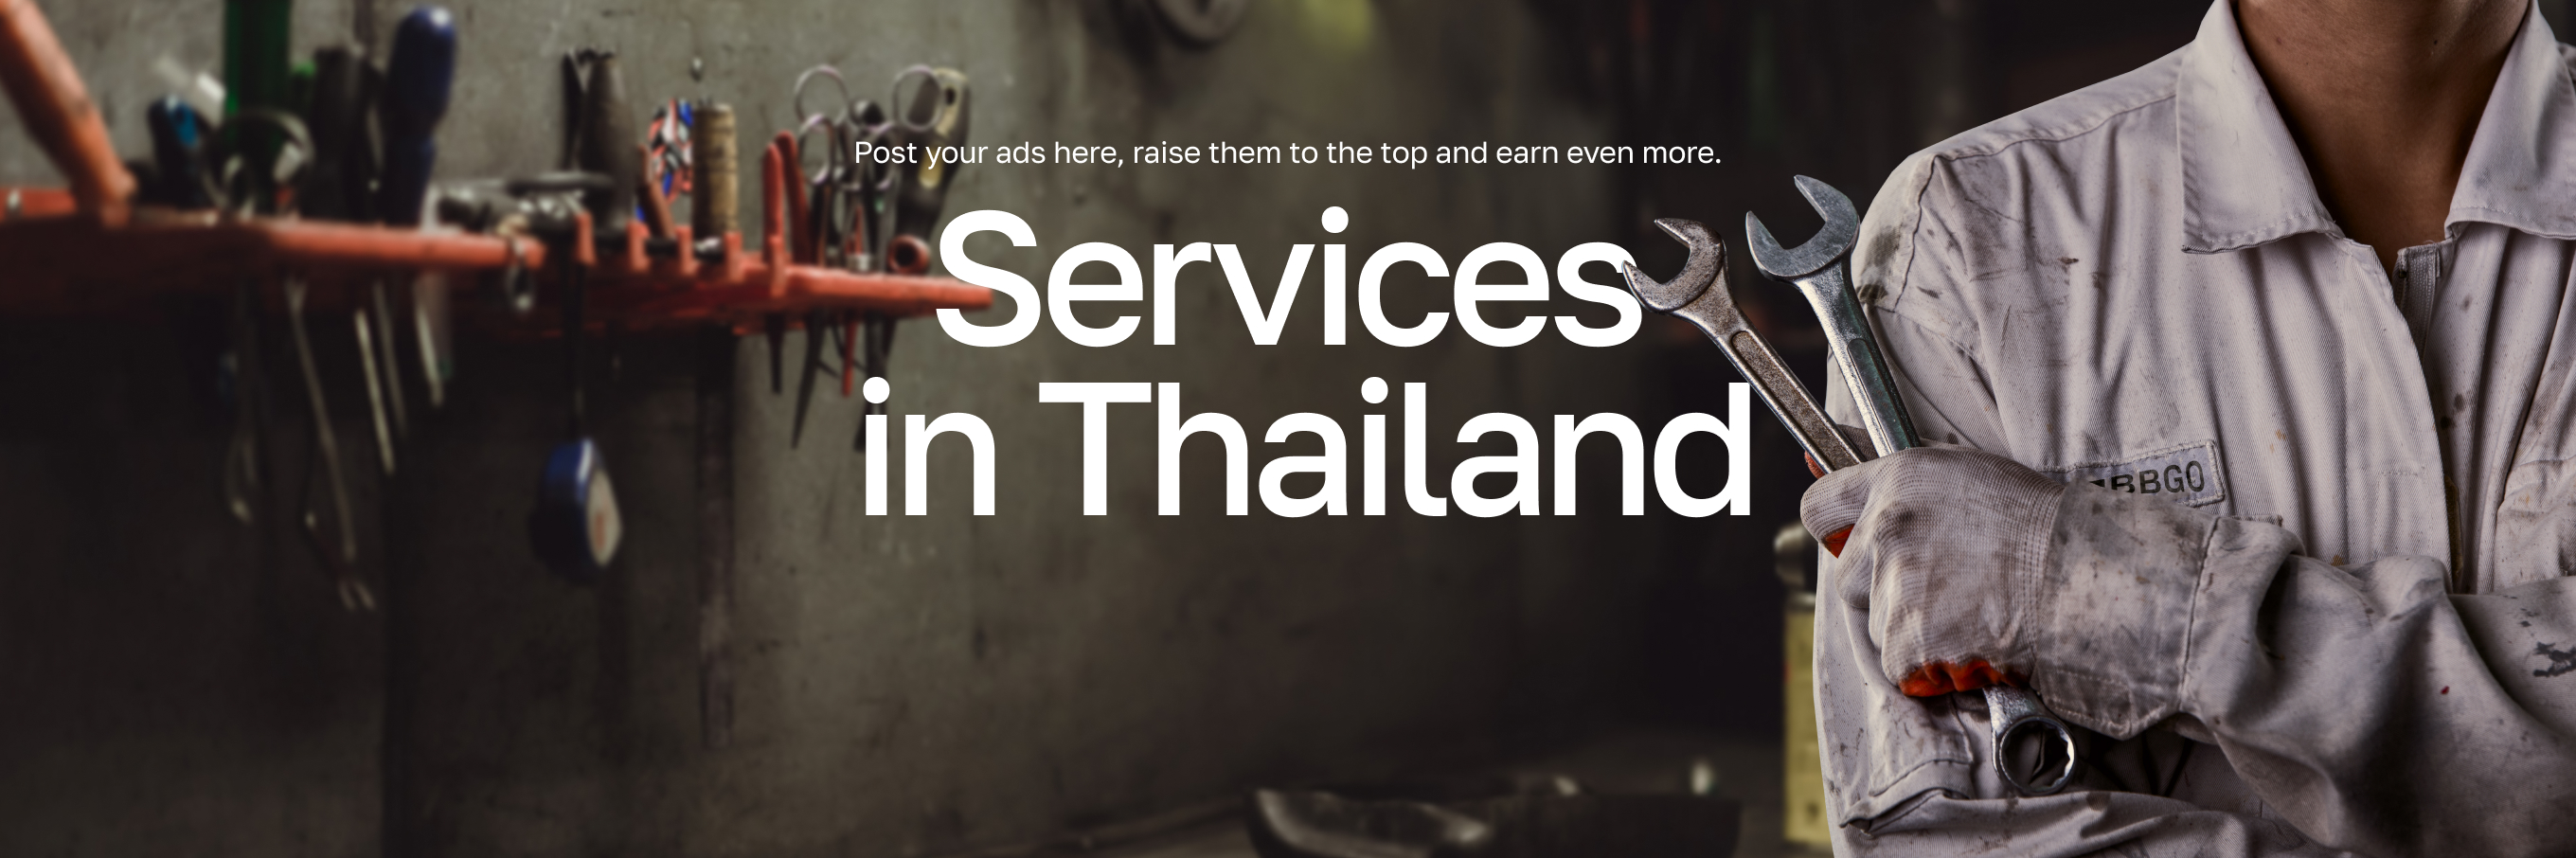 Post your ads here, raise them to the top and earn even more.
Services
in Thailand
BBGO